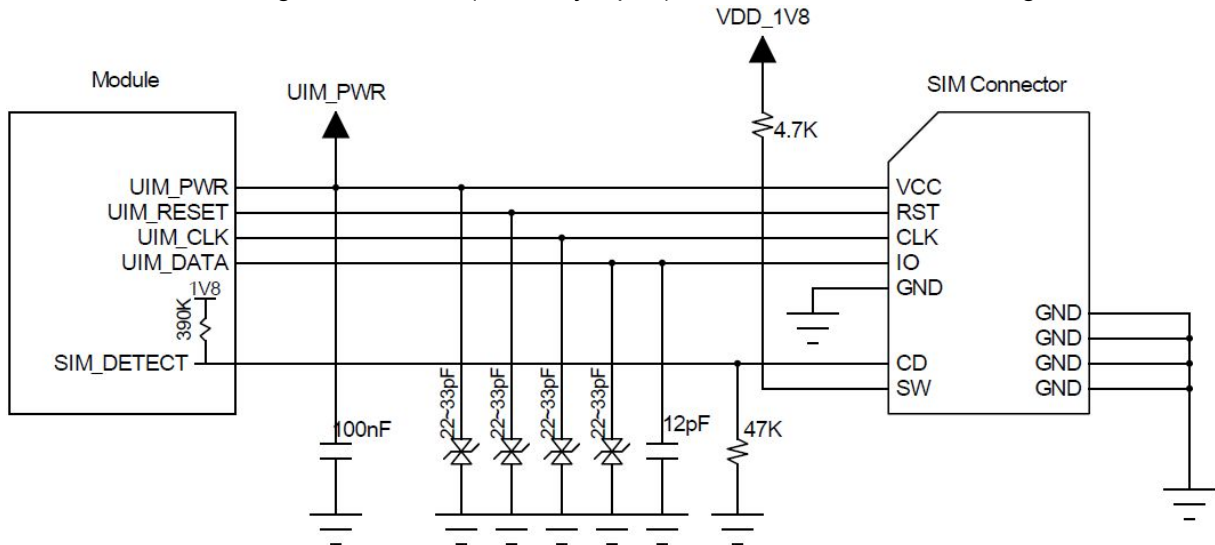 VDD_1V8
Module
UIM_PWR
SIM Connector
4.7K
UIM_PWR
VCC
UIM_RESET
RST
UIM_CLK
CLK
UIM_DATA
IO
1V8
GND
390K
GND
GND
SIM_DETECT
CD
GND
SW
GND
100nF
22~33pF
22~33pF
22~33pF
22~33pF
12pF
47K